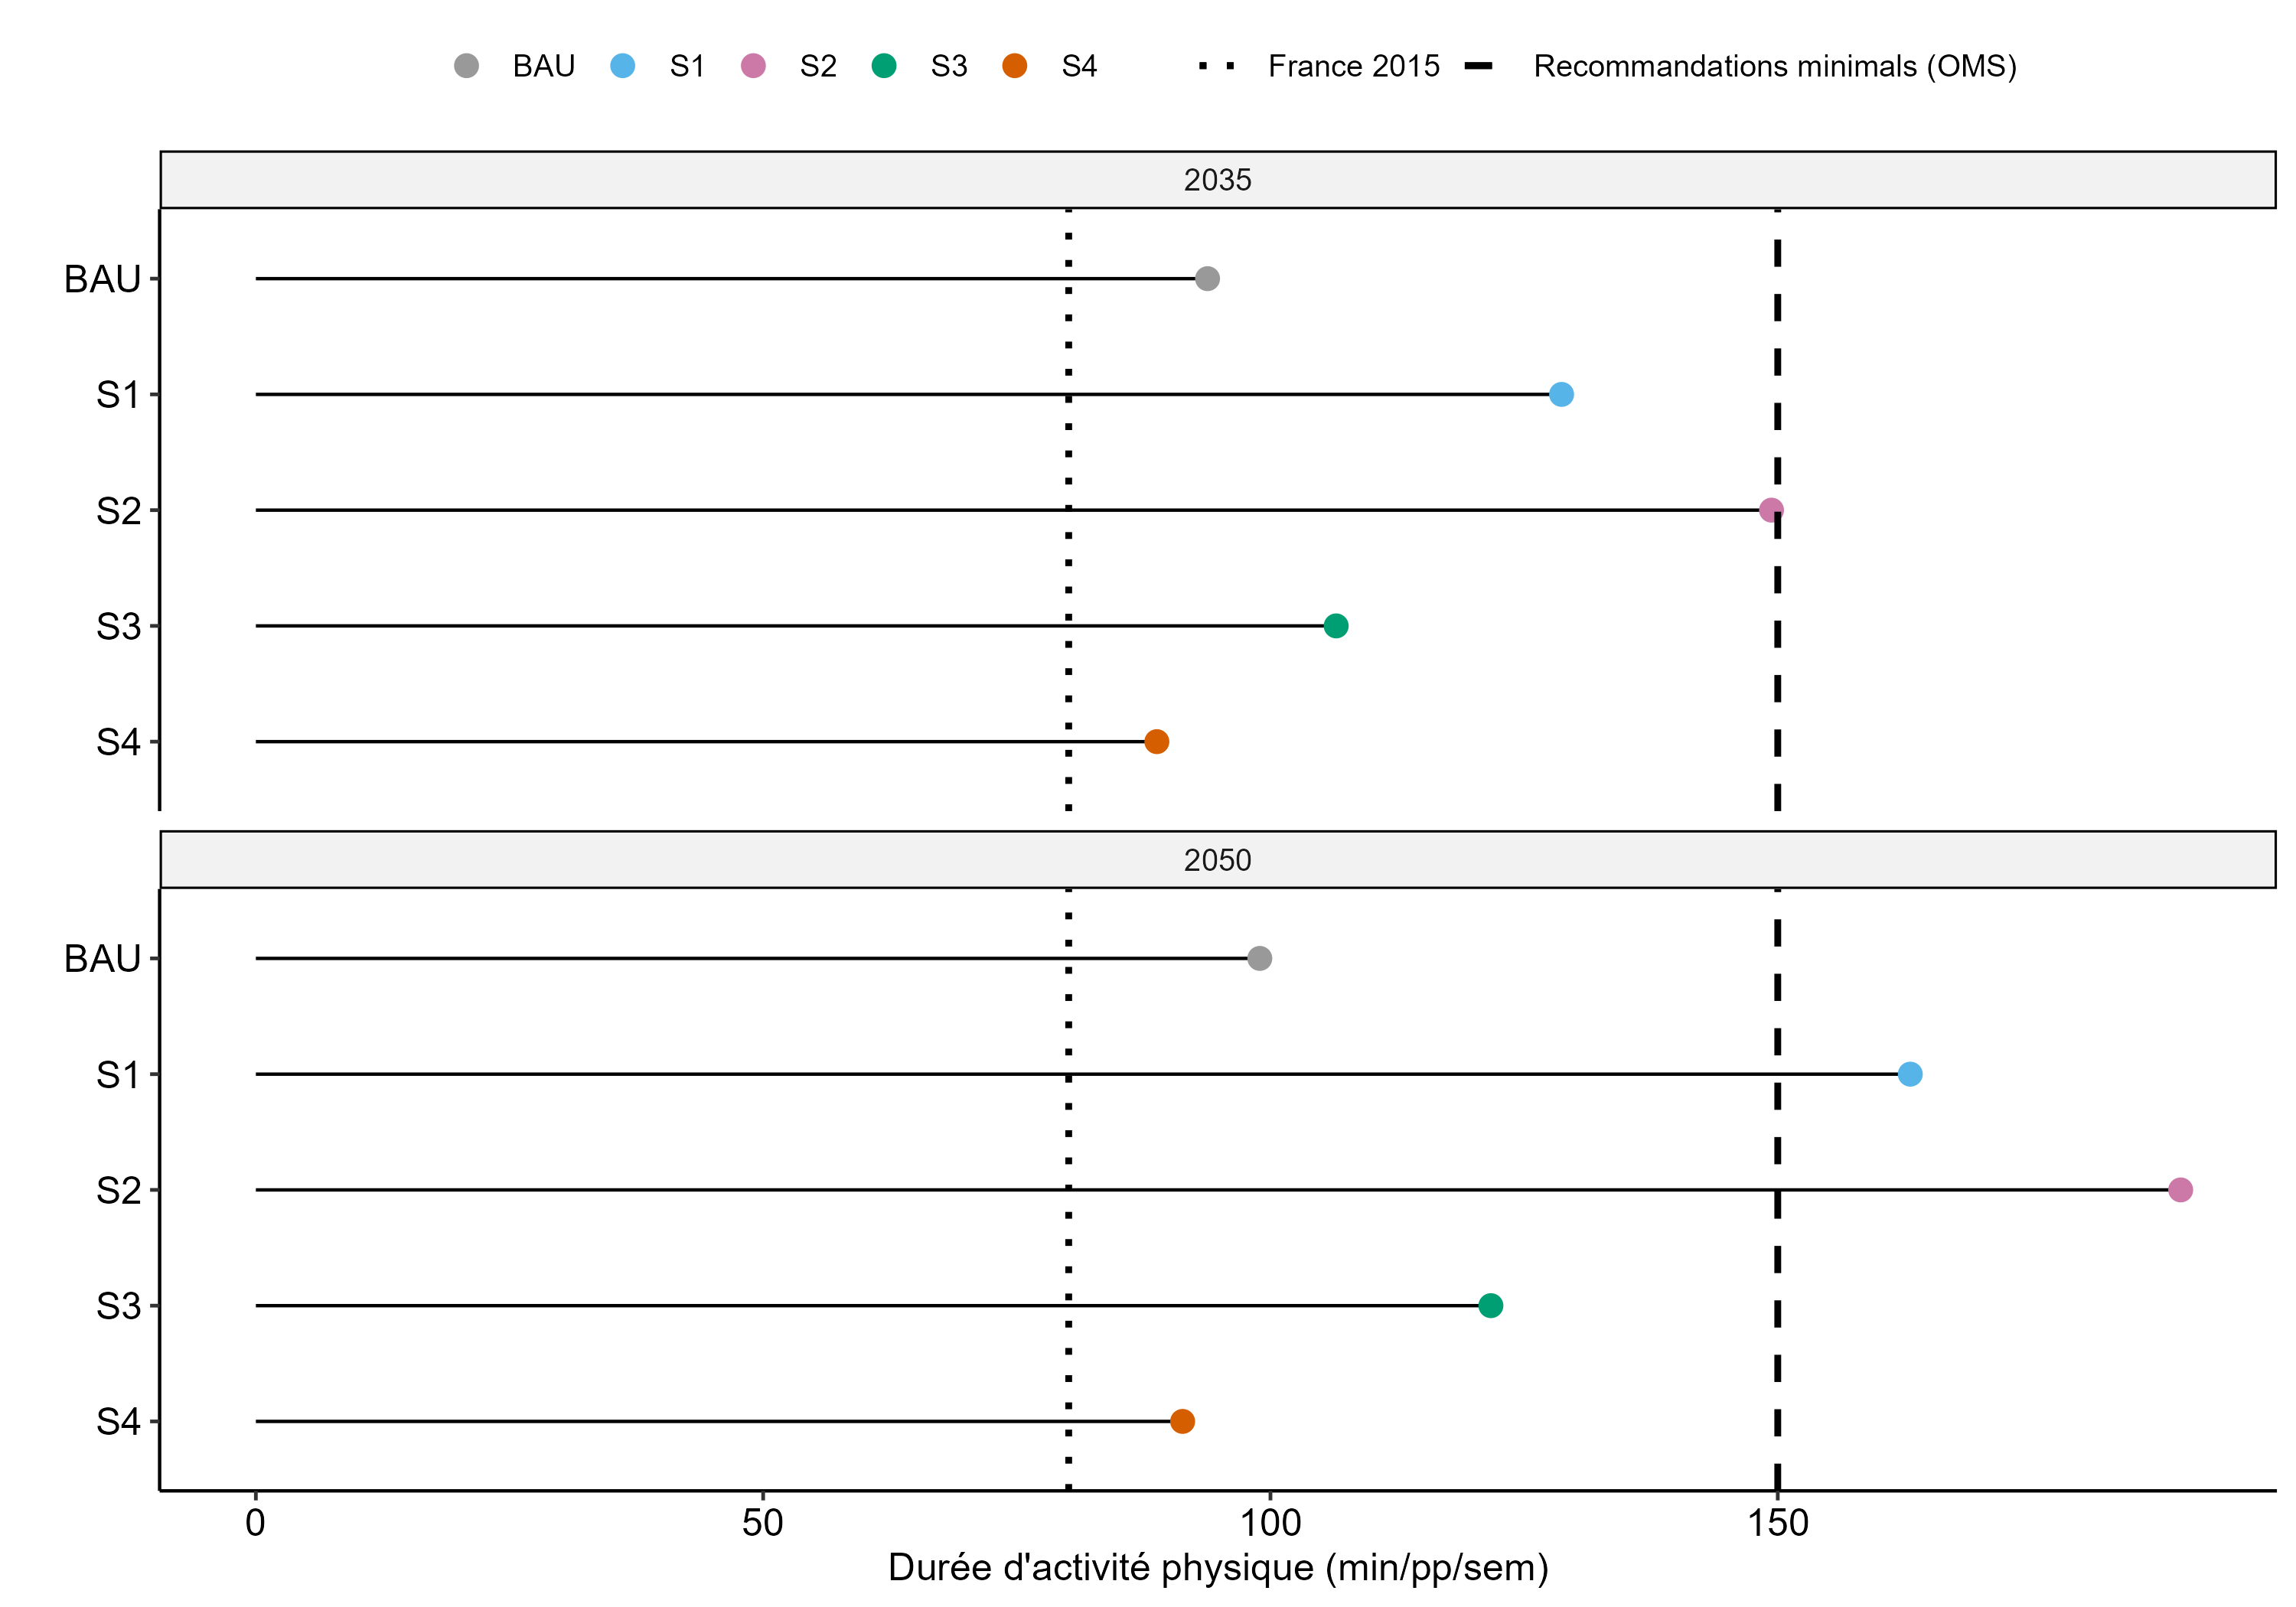 BAU S1 S2 S3 S4 France 2015 Recommandations minimals (OMS)
2035
BAU
S1
S2
S3
S4
2050
BAU
S1
S2
S3
S4
0 50 100 150
Durée d'activité physique (min/pp/sem)